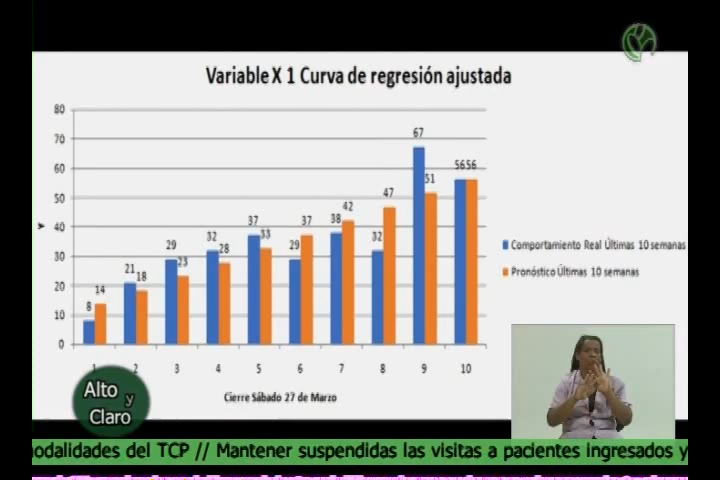 Variable X 1 Curva de regresión ajustada
80
70
60
50
40
30
20
10
0
Y
8 14
21 18
29 23
32 28
37 33
29 37
38 42
32 47
67 51
56 56
1 2 3 4 5 6 7 8 9 10
Cierre Sábado 27 de Marzo
Comportamiento Real Últimas 10 semanas
Pronóstico Últimas 10 semanas
Alto
y
Claro
modalidades del TCP // Mantener suspendidas las visitas a pacientes ingresados y